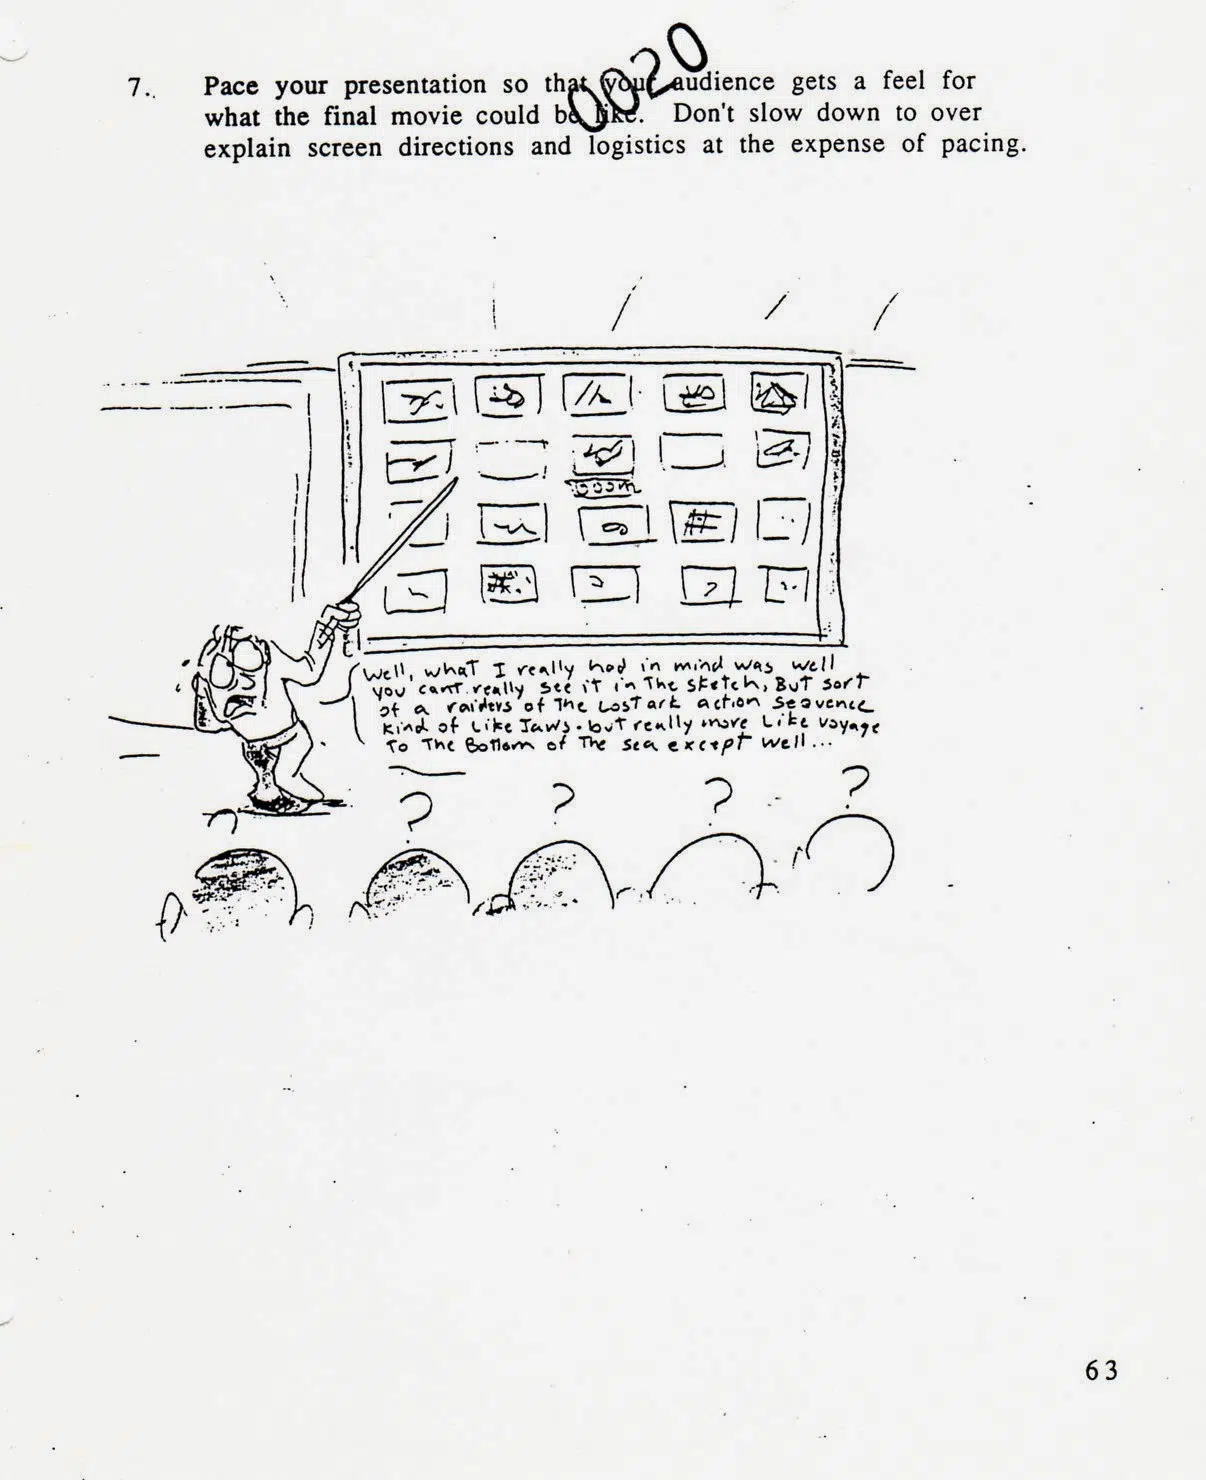 0020
7. Pace your presentation so that your audience gets a feel for
what the final movie could be like. Don't slow down to over
explain screen directions and logistics at the expense of pacing.
BOOM
Well, what I really had in mind was well
you cant really see it in The sketch, But sort
of a raiders of The Lost ark action sequence
kind of Like Jaws. but really more Like voyage
To The Bottom of The sea except well...
?
?
?
?
?
63